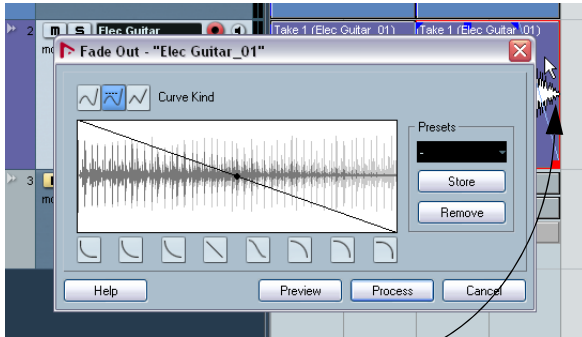 2 m S Elec Guitar
Take 1 (Elec Guitar_01) Take 1 (Elec Guitar_01)
Fade Out - "Elec Guitar_01"
Curve Kind
Presets
-
Store
Remove
3
Help Preview Process Cancel